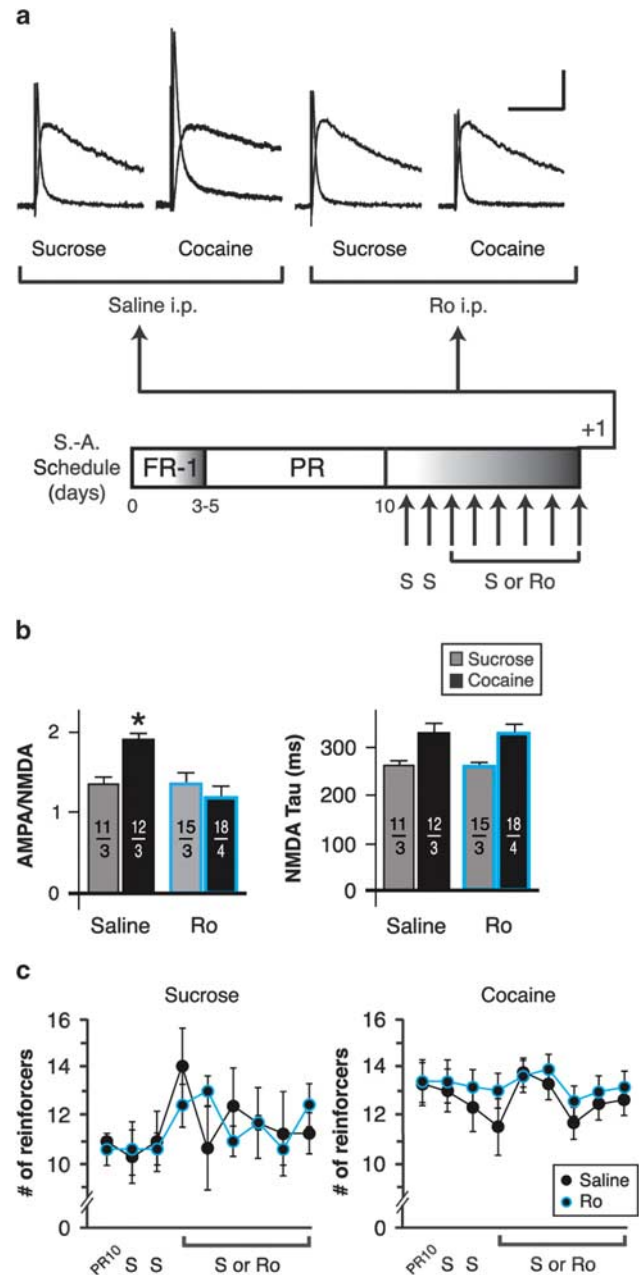 a
Sucrose Cocaine Sucrose Cocaine
Saline i.p. Ro i.p.
+1
S.-A.
Schedule
(days)
FR-1 PR
0 3-5 10
S S S or Ro
b
Sucrose
Cocaine
AMPA/NMDA
2
1
0
*
11/3 12/3 15/3 18/4
Saline Ro
NMDA Tau (ms)
300
200
100
0
11/3 12/3 15/3 18/4
Saline Ro
c
Sucrose
# of reinforcers
16
14
12
10
0
PR10 S S S or Ro
Cocaine
# of reinforcers
16
14
12
10
0
Saline
Ro
PR10 S S S or Ro